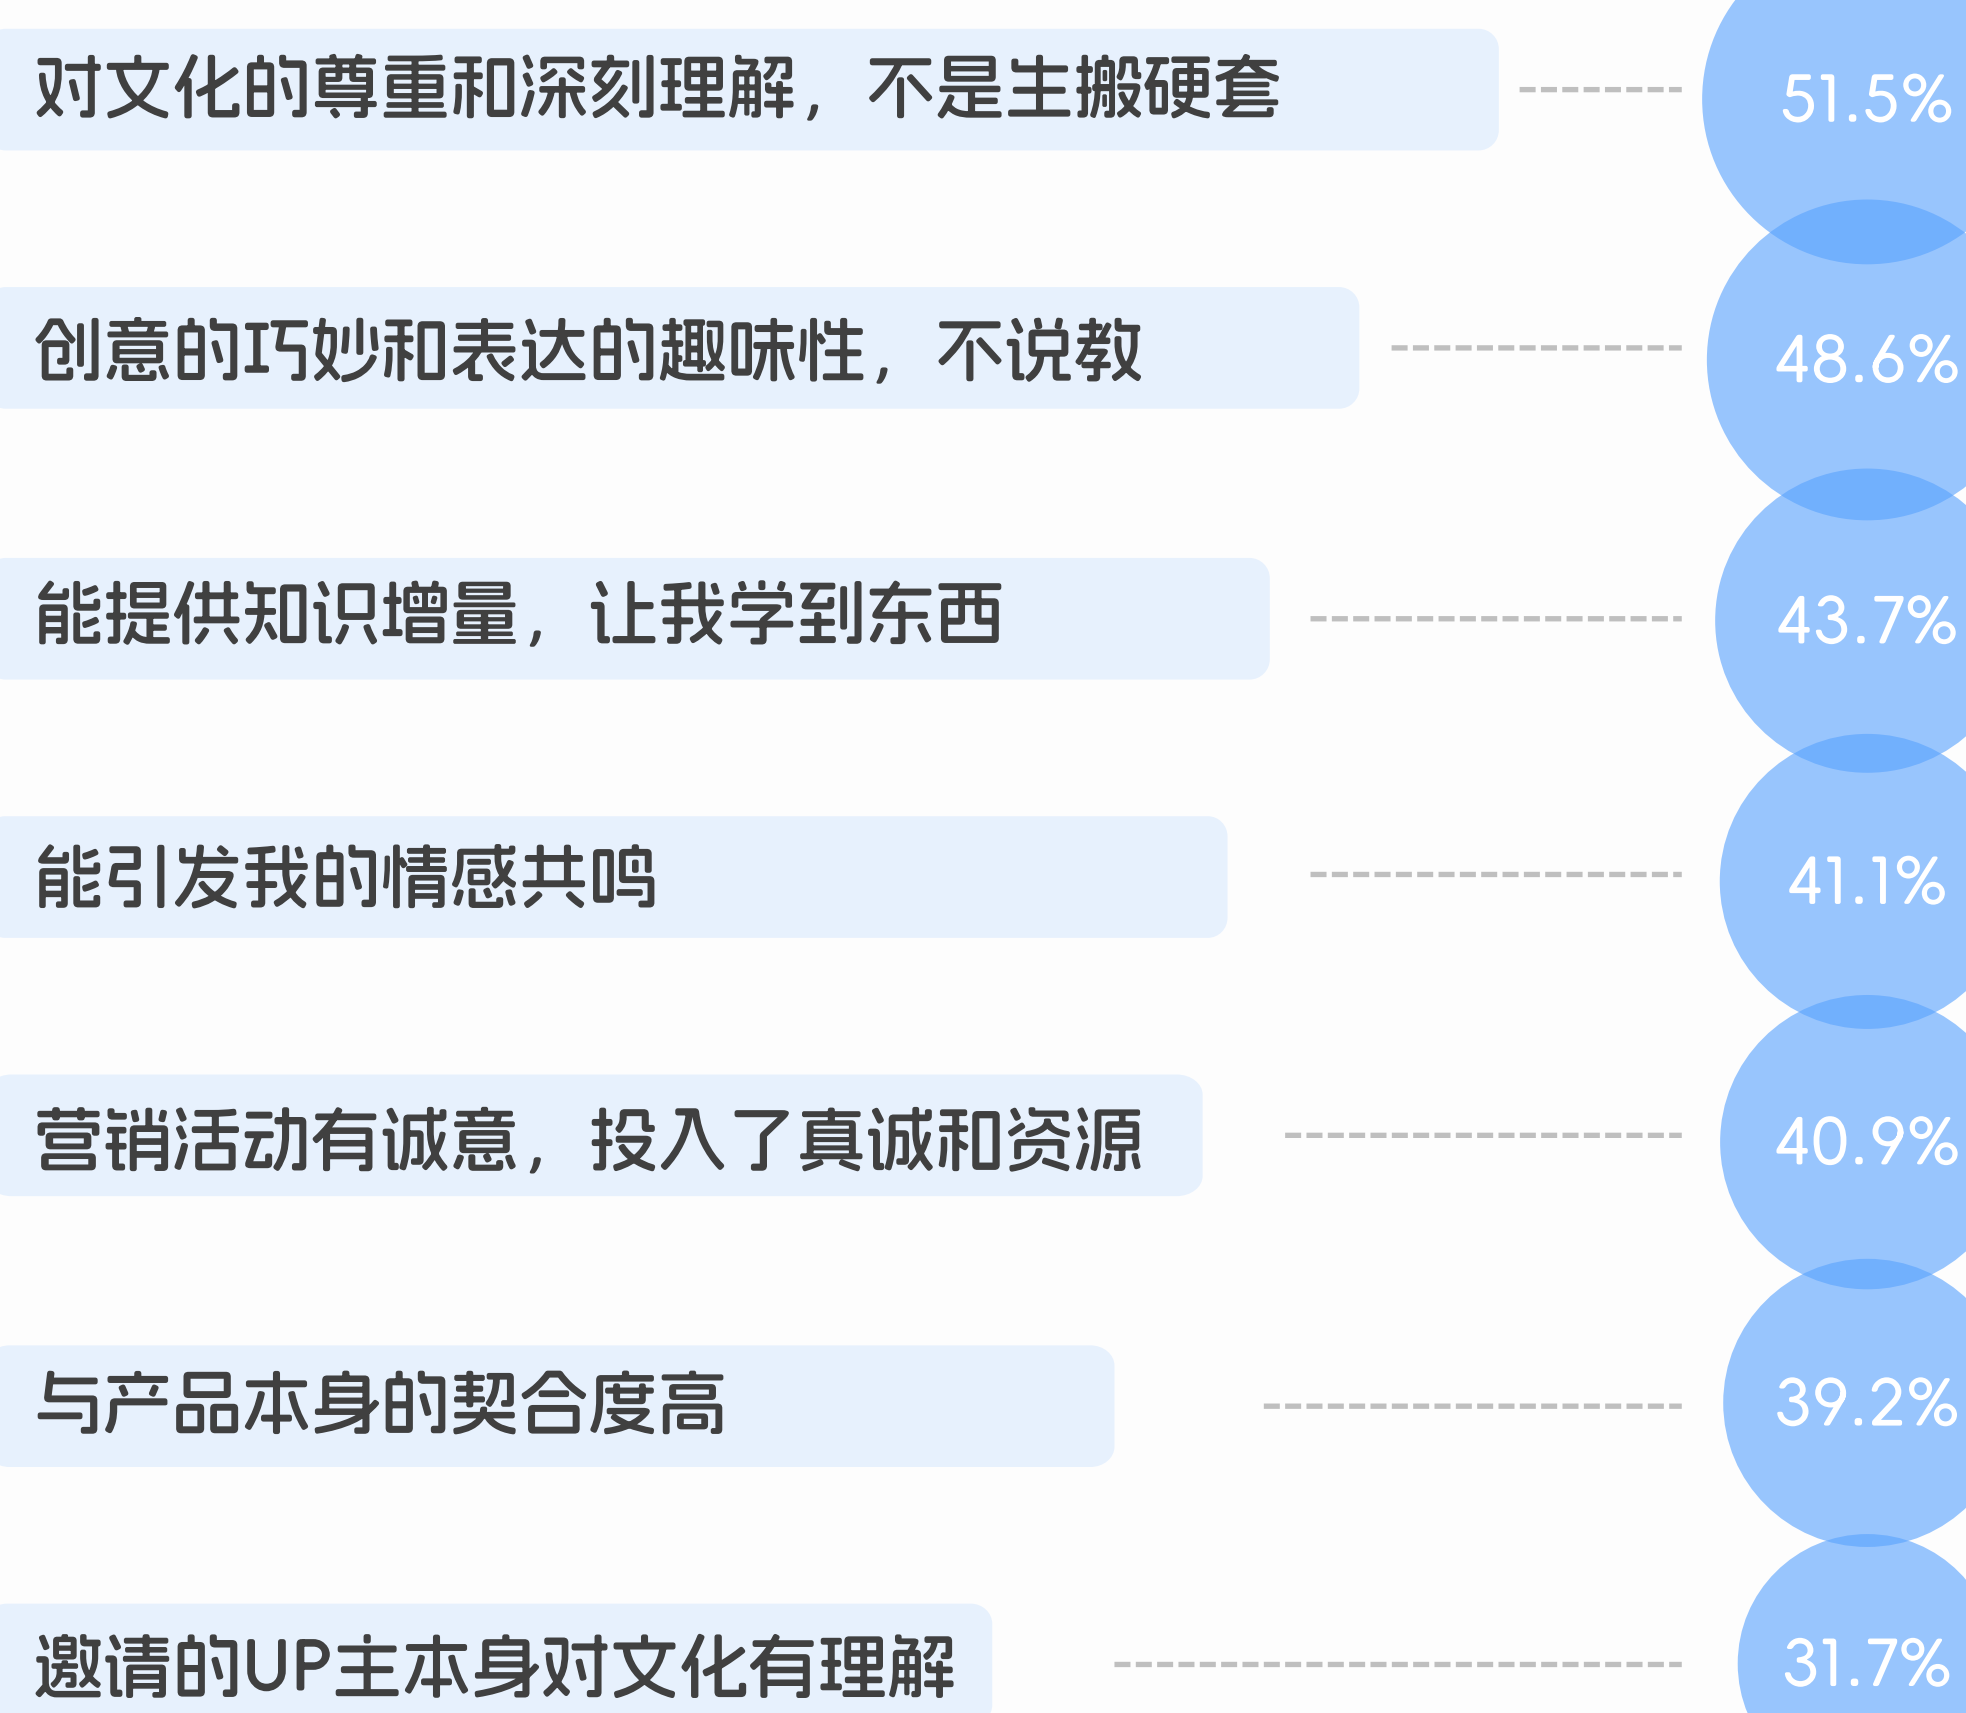 对文化的尊重和深刻理解，不是生搬硬套 51.5%
创意的巧妙和表达的趣味性，不说教 48.6%
能提供知识增量，让我学到东西 43.7%
能引发我的情感共鸣 41.1%
营销活动有诚意，投入了真诚和资源 40.9%
与产品本身的契合度高 39.2%
邀请的UP主本身对文化有理解 31.7%